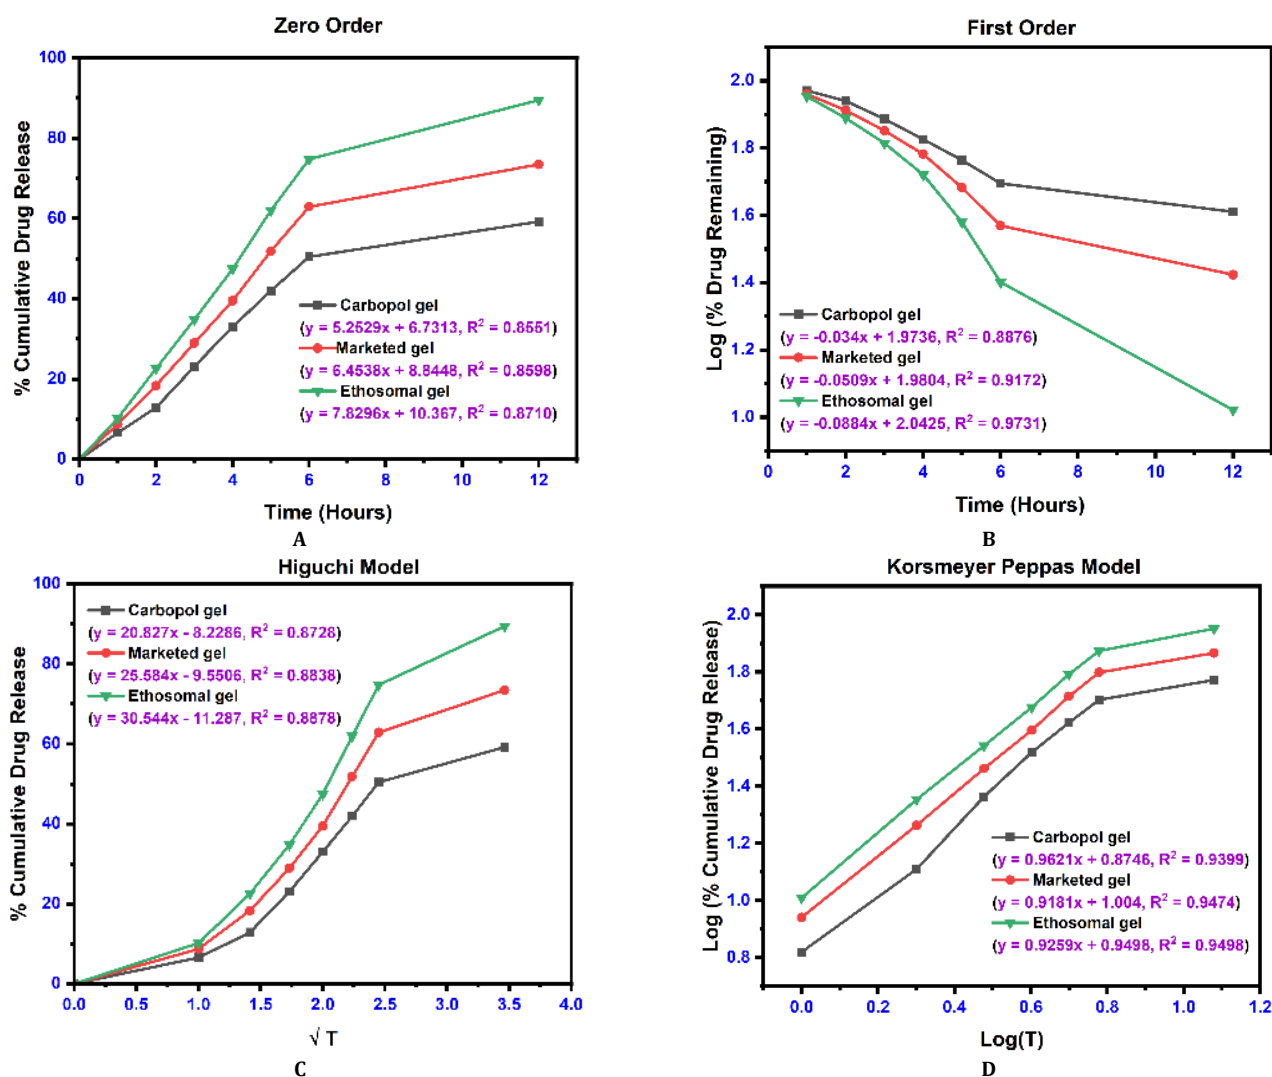 Zero Order
% Cumulative Drug Release
100
80
60
40
20
0
0 2 4 6 8 10 12
Time (Hours)
Carbopol gel
(y = 5.2529x + 6.7313, R² = 0.8551)
Marketed gel
(y = 6.4538x + 8.8448, R² = 0.8598)
Ethosomal gel
(y = 7.8296x + 10.367, R² = 0.8710)
A
First Order
Log (% Drug Remaining)
2.0
1.8
1.6
1.4
1.2
1.0
0 2 4 6 8 10 12
Time (Hours)
Carbopol gel
(y = -0.034x + 1.9736, R² = 0.8876)
Marketed gel
(y = -0.0509x + 1.9804, R² = 0.9172)
Ethosomal gel
(y = -0.0884x + 2.0425, R² = 0.9731)
B
Higuchi Model
% Cumulative Drug Release
100
80
60
40
20
0
0.0 0.5 1.0 1.5 2.0 2.5 3.0 3.5 4.0
√ T
Carbopol gel
(y = 20.827x - 8.2286, R² = 0.8728)
Marketed gel
(y = 25.584x - 9.5506, R² = 0.8838)
Ethosomal gel
(y = 30.544x - 11.287, R² = 0.8878)
C
Korsmeyer Peppas Model
Log (% Cumulative Drug Release)
2.0
1.8
1.6
1.4
1.2
1.0
0.8
0.0 0.2 0.4 0.6 0.8 1.0 1.2
Log(T)
Carbopol gel
(y = 0.9621x + 0.8746, R² = 0.9399)
Marketed gel
(y = 0.9181x + 1.004, R² = 0.9474)
Ethosomal gel
(y = 0.9259x + 0.9498, R² = 0.9498)
D